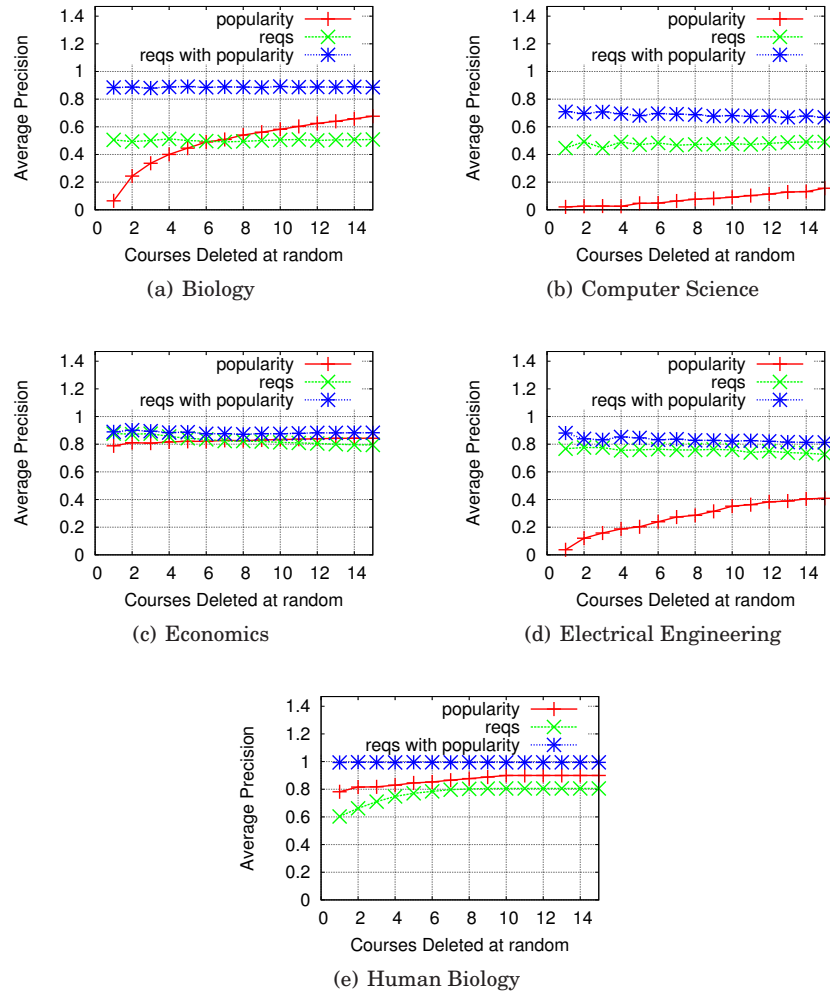 1.4
1.2
1
0.8
0.6
0.4
0.2
0
Average Precision
popularity
reqs
reqs with popularity
0 2 4 6 8 10 12 14
Courses Deleted at random
(a) Biology
1.4
1.2
1
0.8
0.6
0.4
0.2
0
Average Precision
popularity
reqs
reqs with popularity
0 2 4 6 8 10 12 14
Courses Deleted at random
(b) Computer Science
1.4
1.2
1
0.8
0.6
0.4
0.2
0
Average Precision
popularity
reqs
reqs with popularity
0 2 4 6 8 10 12 14
Courses Deleted at random
(c) Economics
1.4
1.2
1
0.8
0.6
0.4
0.2
0
Average Precision
popularity
reqs
reqs with popularity
0 2 4 6 8 10 12 14
Courses Deleted at random
(d) Electrical Engineering
1.4
1.2
1
0.8
0.6
0.4
0.2
0
Average Precision
popularity
reqs
reqs with popularity
0 2 4 6 8 10 12 14
Courses Deleted at random
(e) Human Biology